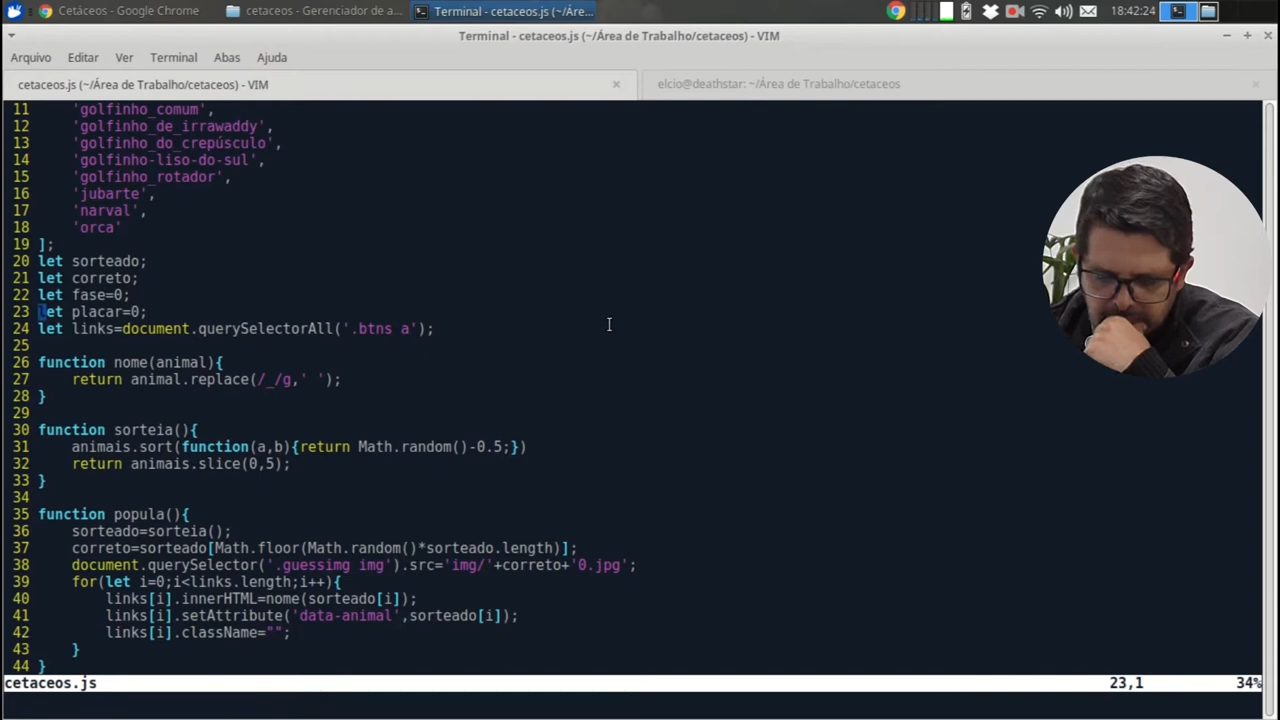 Cetáceos - Google Chrome
cetaceos - Gerenciador de a...
Terminal - cetaceos.js (~/Áre...
18:42:24
Terminal - cetaceos.js (~/Área de Trabalho/cetaceos) - VIM
Arquivo Editar Ver Terminal Abas Ajuda
cetaceos.js (~/Área de Trabalho/cetaceos) - VIM
elcio@deathstar: ~/Área de Trabalho/cetaceos
11 'golfinho_comum',
12 'golfinho_de_irrawaddy',
13 'golfinho_do_crepúsculo',
14 'golfinho-liso-do-sul',
15 'golfinho_rotador',
16 'jubarte',
17 'narval',
18 'orca'
19 ];
20 let sorteado;
21 let correto;
22 let fase=0;
23 let placar=0;
24 let links=document.querySelectorAll('.btns a');
25
26 function nome(animal){
27 return animal.replace(/_/g,' ');
28 }
29
30 function sorteia(){
31 animais.sort(function(a,b){return Math.random()-0.5;})
32 return animais.slice(0,5);
33 }
34
35 function popula(){
36 sorteado=sorteia();
37 correto=sorteado[Math.floor(Math.random()*sorteado.length)];
38 document.querySelector('.guessimg img').src='img/'+correto+'0.jpg';
39 for(let i=0;i<links.length;i++){
40 links[i].innerHTML=nome(sorteado[i]);
41 links[i].setAttribute('data-animal',sorteado[i]);
42 links[i].className="";
43 }
44 }
cetaceos.js 23,1 34%